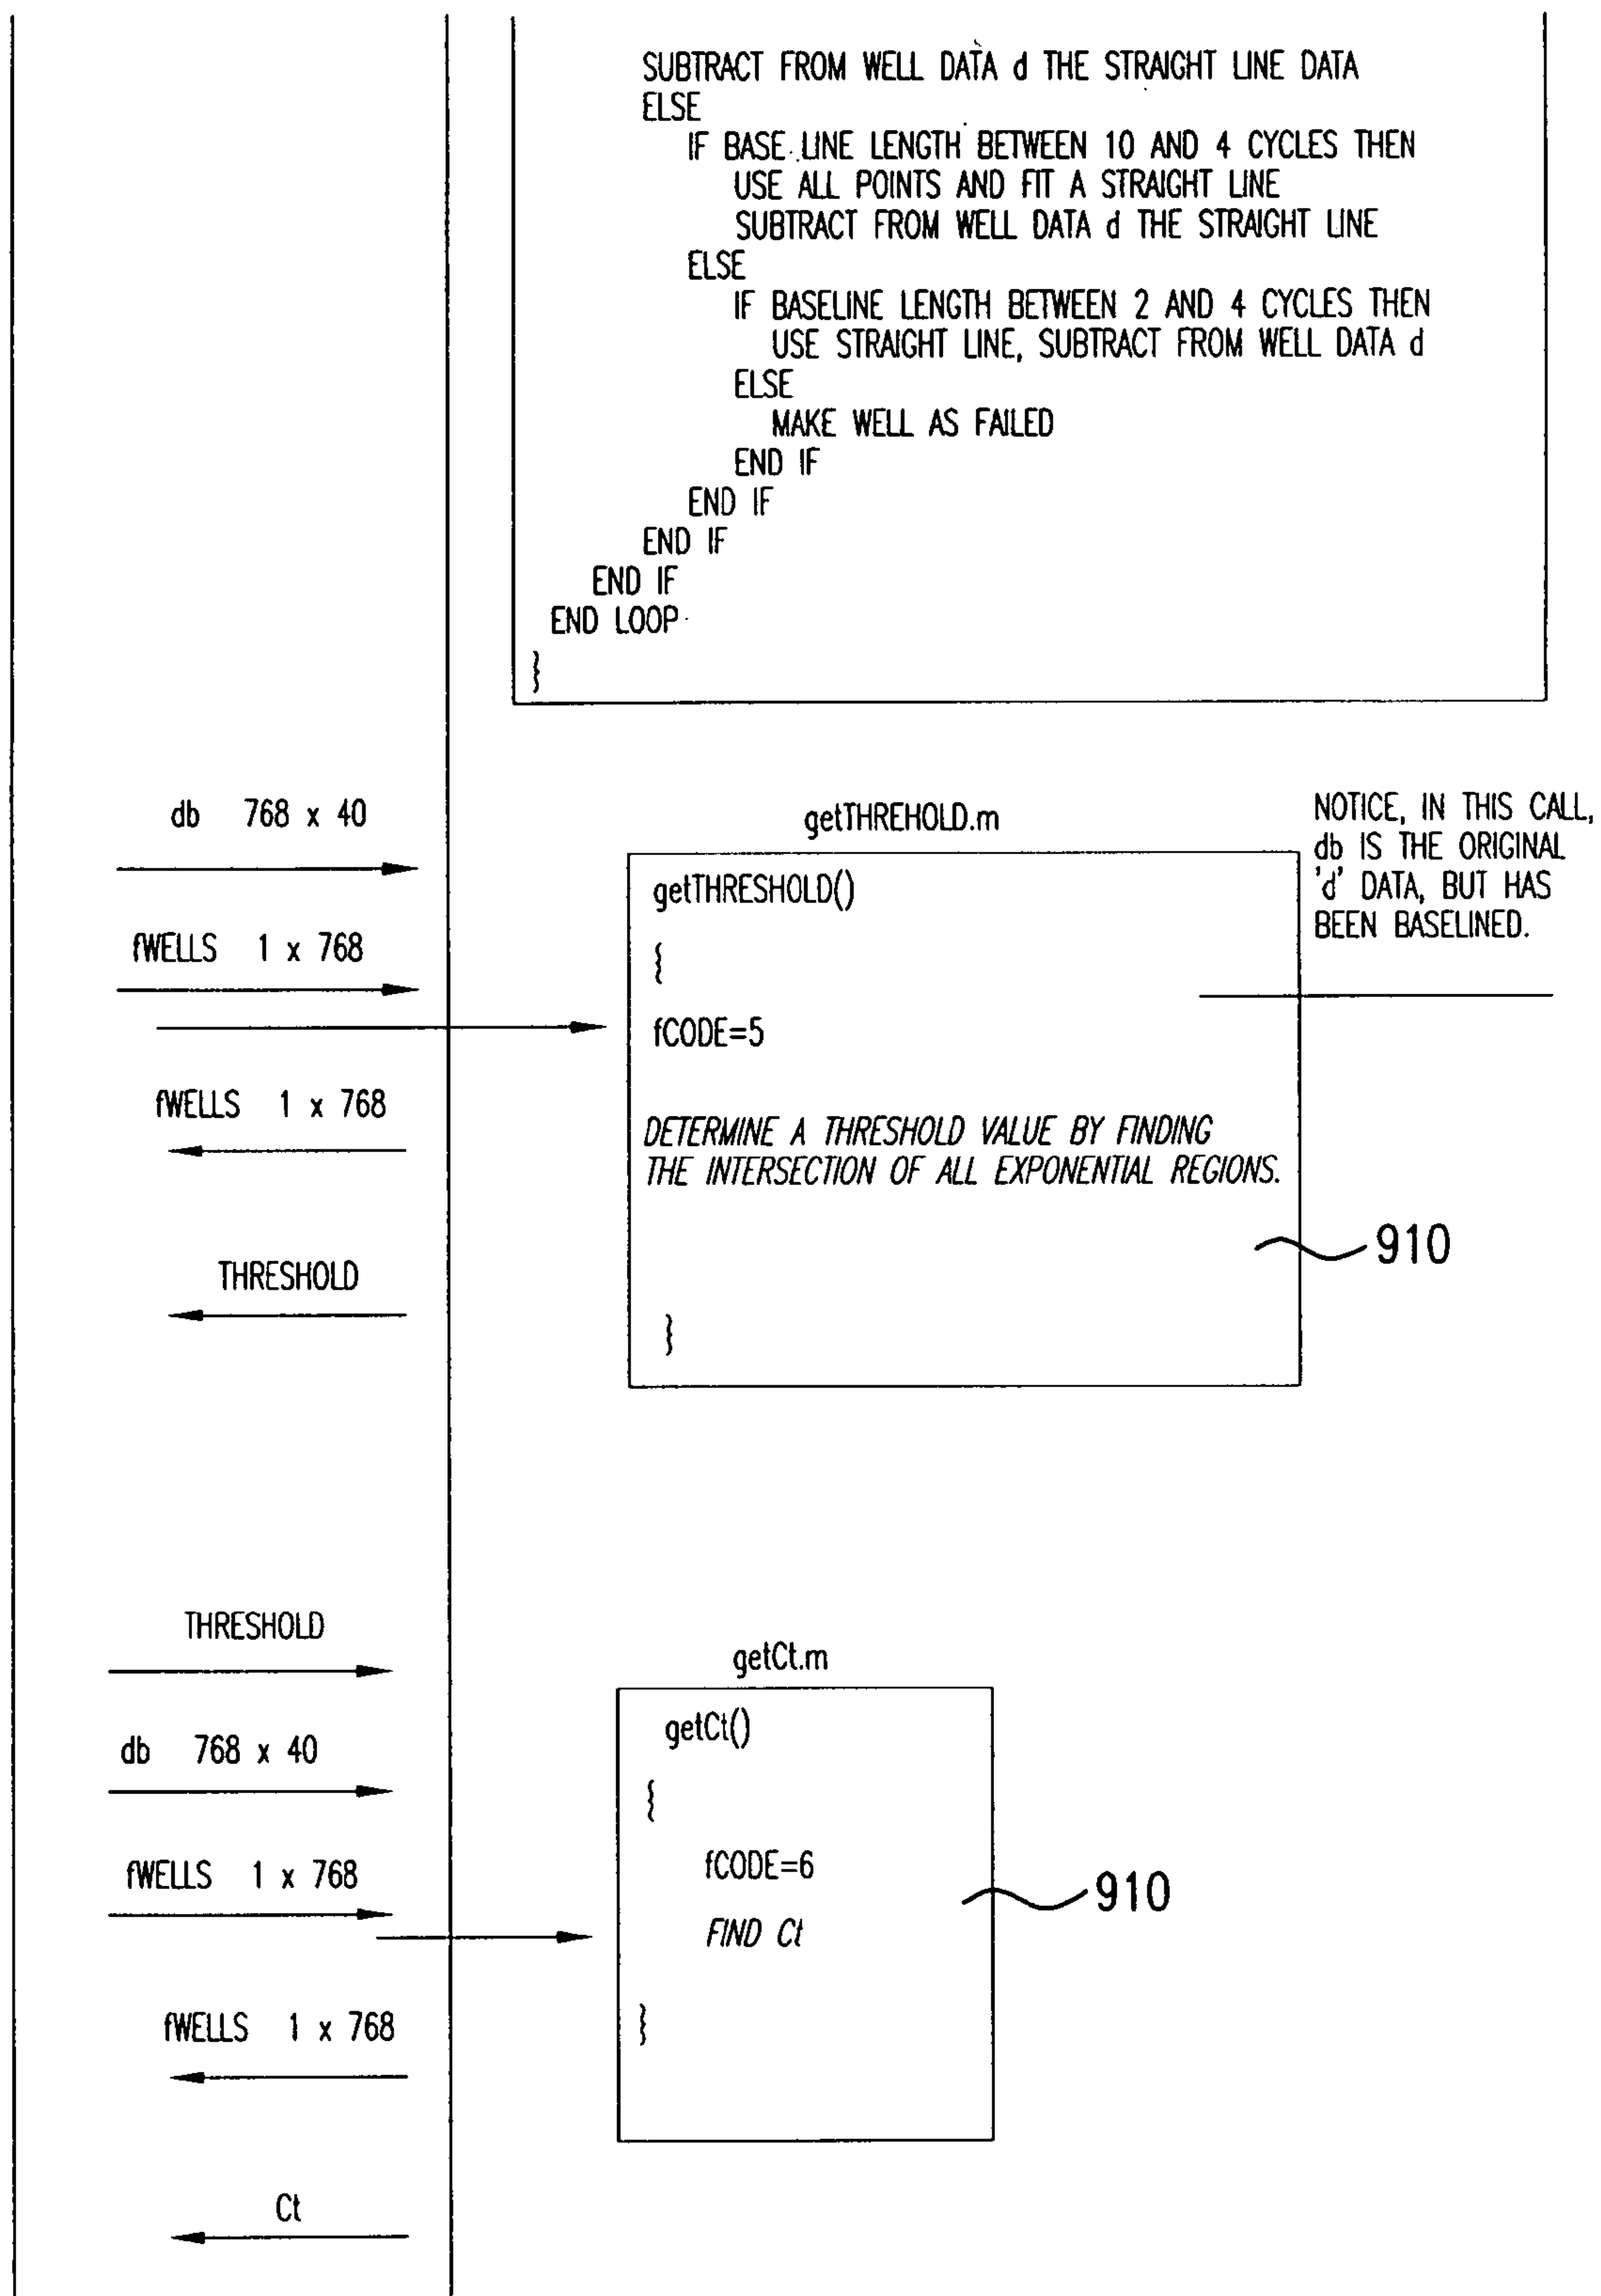 SUBTRACT FROM WELL DATA d THE STRAIGHT LINE DATA
ELSE
IF BASE LINE LENGTH BETWEEN 10 AND 4 CYCLES THEN
USE ALL POINTS AND FIT A STRAIGHT LINE
SUBTRACT FROM WELL DATA d THE STRAIGHT LINE
ELSE
IF BASELINE LENGTH BETWEEN 2 AND 4 CYCLES THEN
USE STRAIGHT LINE, SUBTRACT FROM WELL DATA d
ELSE
MAKE WELL AS FAILED
END IF
END IF
END IF
END IF
END LOOP
}
db 768 x 40
fWELLS 1 x 768
fWELLS 1 x 768
THRESHOLD
getTHREHOLD.m
getTHRESHOLD()
{
fCODE=5
DETERMINE A THRESHOLD VALUE BY FINDING
THE INTERSECTION OF ALL EXPONENTIAL REGIONS.
}
NOTICE, IN THIS CALL,
db IS THE ORIGINAL
'd' DATA, BUT HAS
BEEN BASELINED.
910
THRESHOLD
db 768 x 40
fWELLS 1 x 768
fWELLS 1 x 768
Ct
getCt.m
getCt()
{
fCODE=6
FIND Ct
}
910